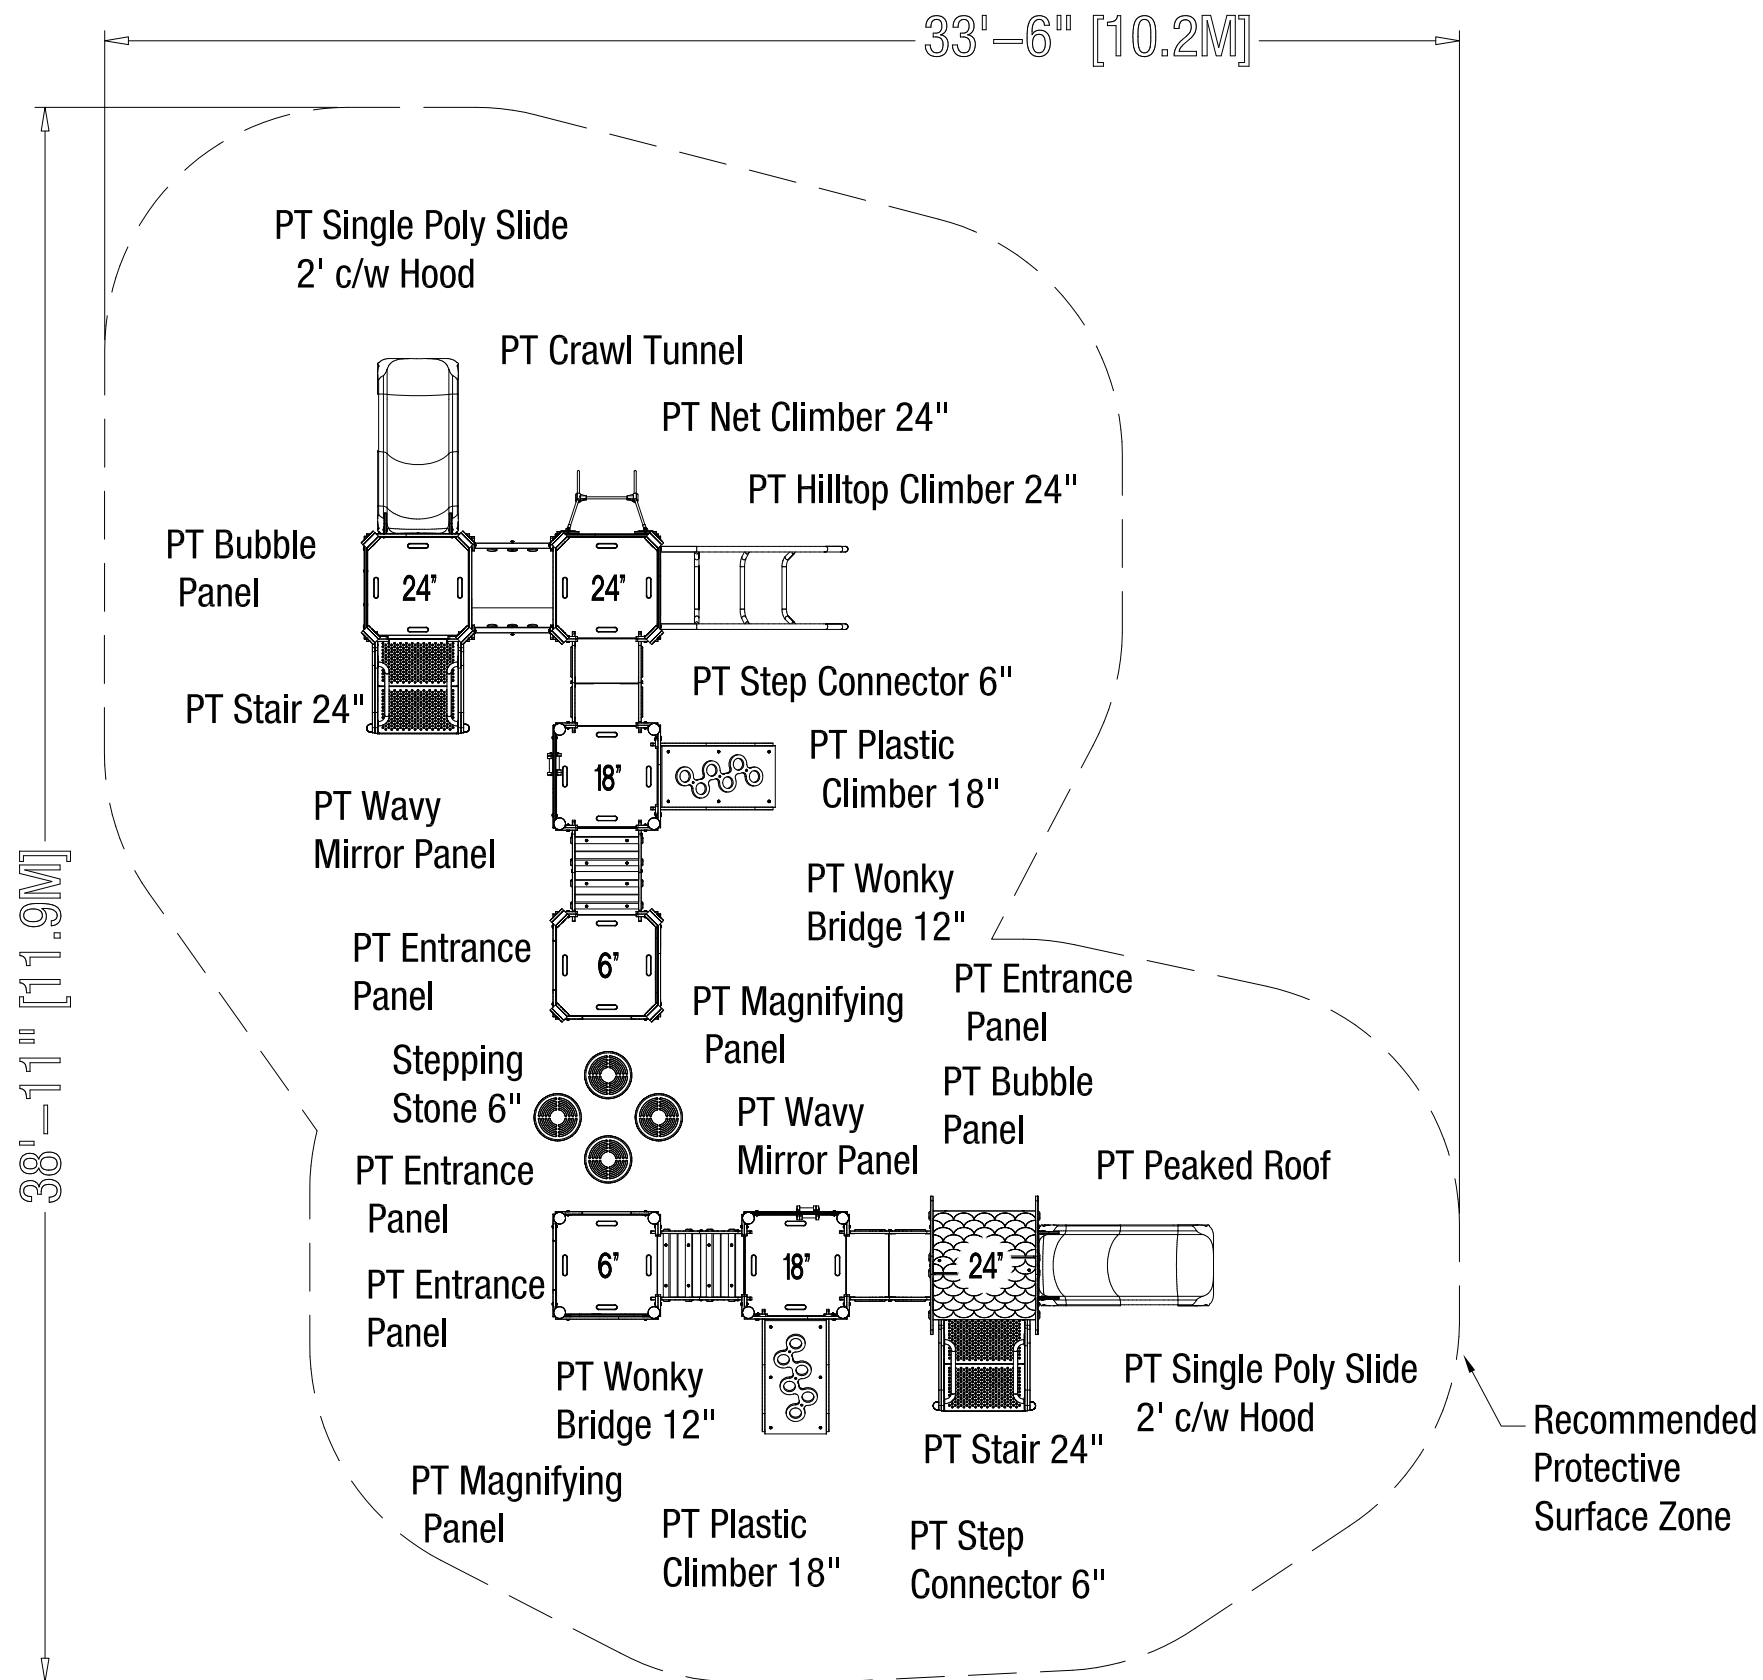 33'–6" [10.2M]
PT Single Poly Slide
2' c/w Hood
PT Crawl Tunnel
PT Net Climber 24"
PT Hilltop Climber 24"
PT Bubble
Panel
24"
24"
PT Step Connector 6"
PT Stair 24"
PT Plastic
Climber 18"
18"
PT Wavy
Mirror Panel
PT Wonky
Bridge 12"
PT Entrance
Panel
6"
PT Entrance
Panel
PT Magnifying
Panel
38'–11" [11.9M]
Stepping
Stone 6"
PT Bubble
Panel
PT Wavy
Mirror Panel
PT Peaked Roof
PT Entrance
Panel
6"
18"
24"
PT Entrance
Panel
PT Wonky
Bridge 12"
PT Single Poly Slide
2' c/w Hood
PT Stair 24"
Recommended
Protective
Surface Zone
PT Magnifying
Panel
PT Plastic
Climber 18"
PT Step
Connector 6"